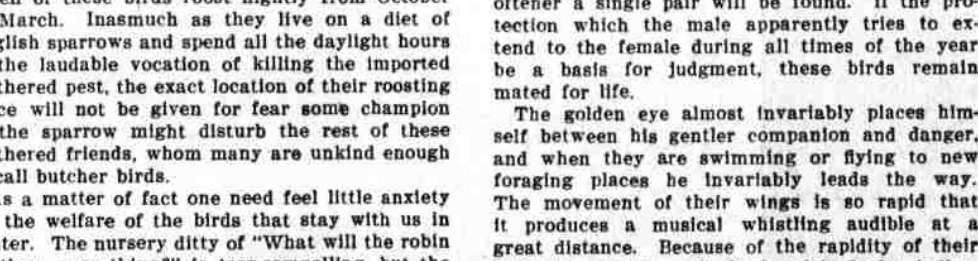 of these birds roost nightly from October
March. Inasmuch as they live on a diet of
glish sparrows and spend all the daylight hours
the laudable vocation of killing the imported
thered pest, the exact location of their roosting
ce will not be given for fear some champion
the sparrow might disturb the rest of these
thered friends, whom many are unkind enough
call butcher birds.
s a matter of fact one need feel little anxiety
the welfare of the birds that stay with us in
ter. The nursery ditty of "What will the robin
but the
oftener a single pair will be found. If the pro-
tection which the male apparently tries to ex-
tend to the female during all times of the year
be a basis for judgment, these birds remain
mated for life.
The golden eye almost invariably places him-
self between his gentler companion and danger,
and when they are swimming or flying to new
foraging places he invariably leads the way.
The movement of their wings is so rapid that
it produces a musical whistling audible at a
great distance. Because of the rapidity of their